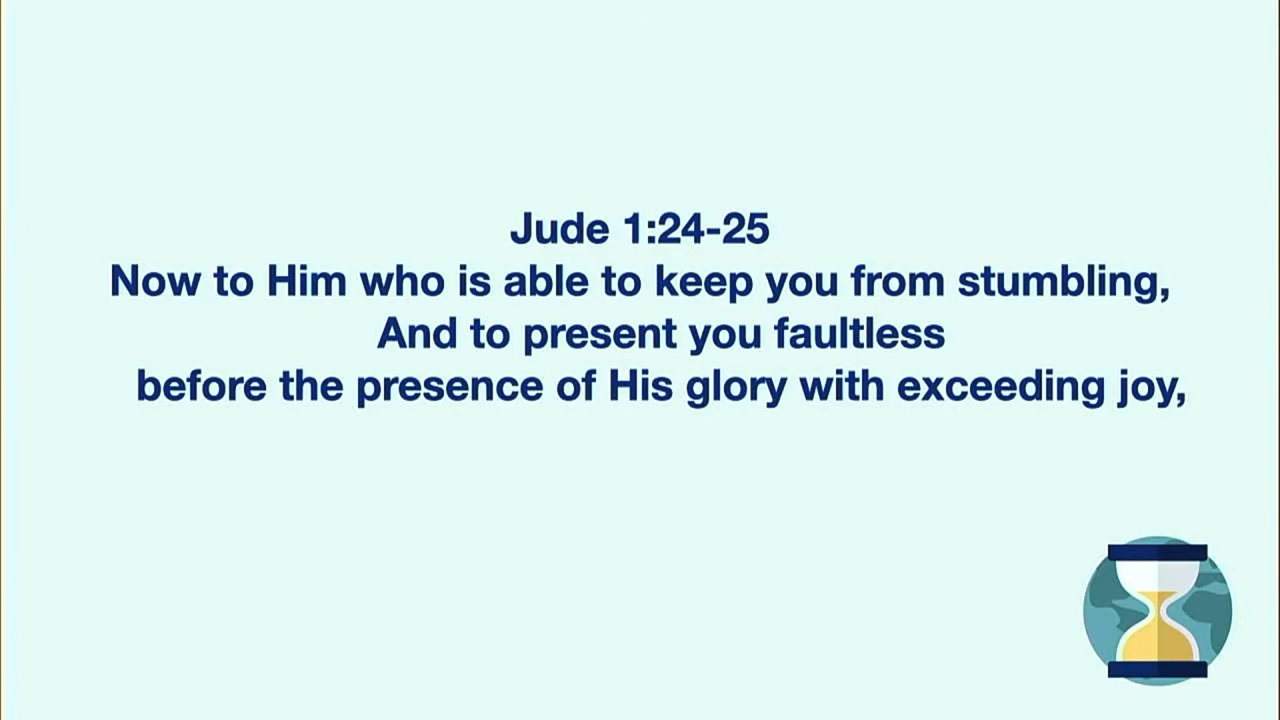 Jude 1:24-25
Now to Him who is able to keep you from stumbling,
And to present you faultless
before the presence of His glory with exceeding joy,